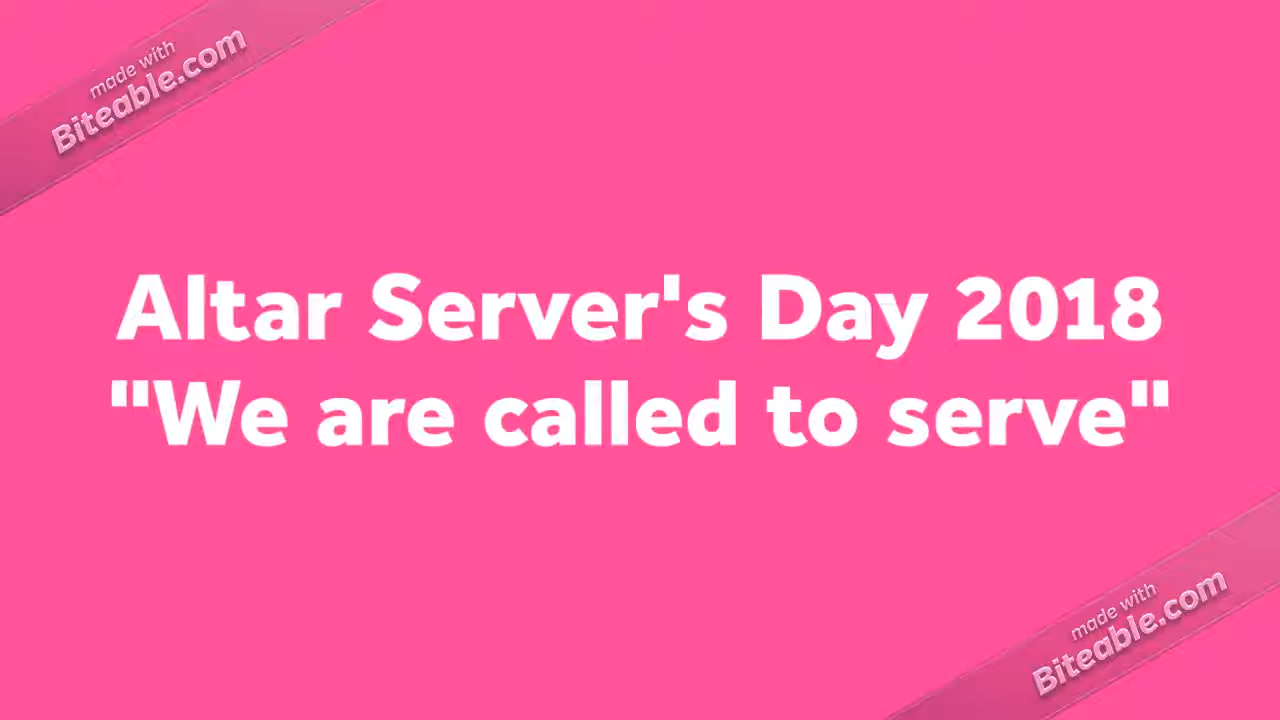 made with
Biteable.com
Altar Server's Day 2018
"We are called to serve"
made with
Biteable.com